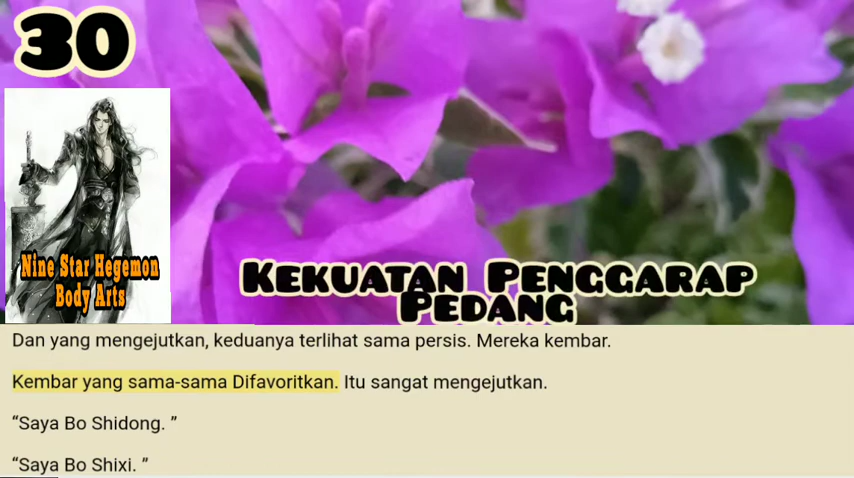 30
Nine Star Hegemon
Body Arts
Kekuatan Penggarap
Pedang
Dan yang mengejutkan, keduanya terlihat sama persis. Mereka kembar.
Kembar yang sama-sama Difavoritkan. Itu sangat mengejutkan.
“Saya Bo Shidong. ”
“Saya Bo Shixi. ”